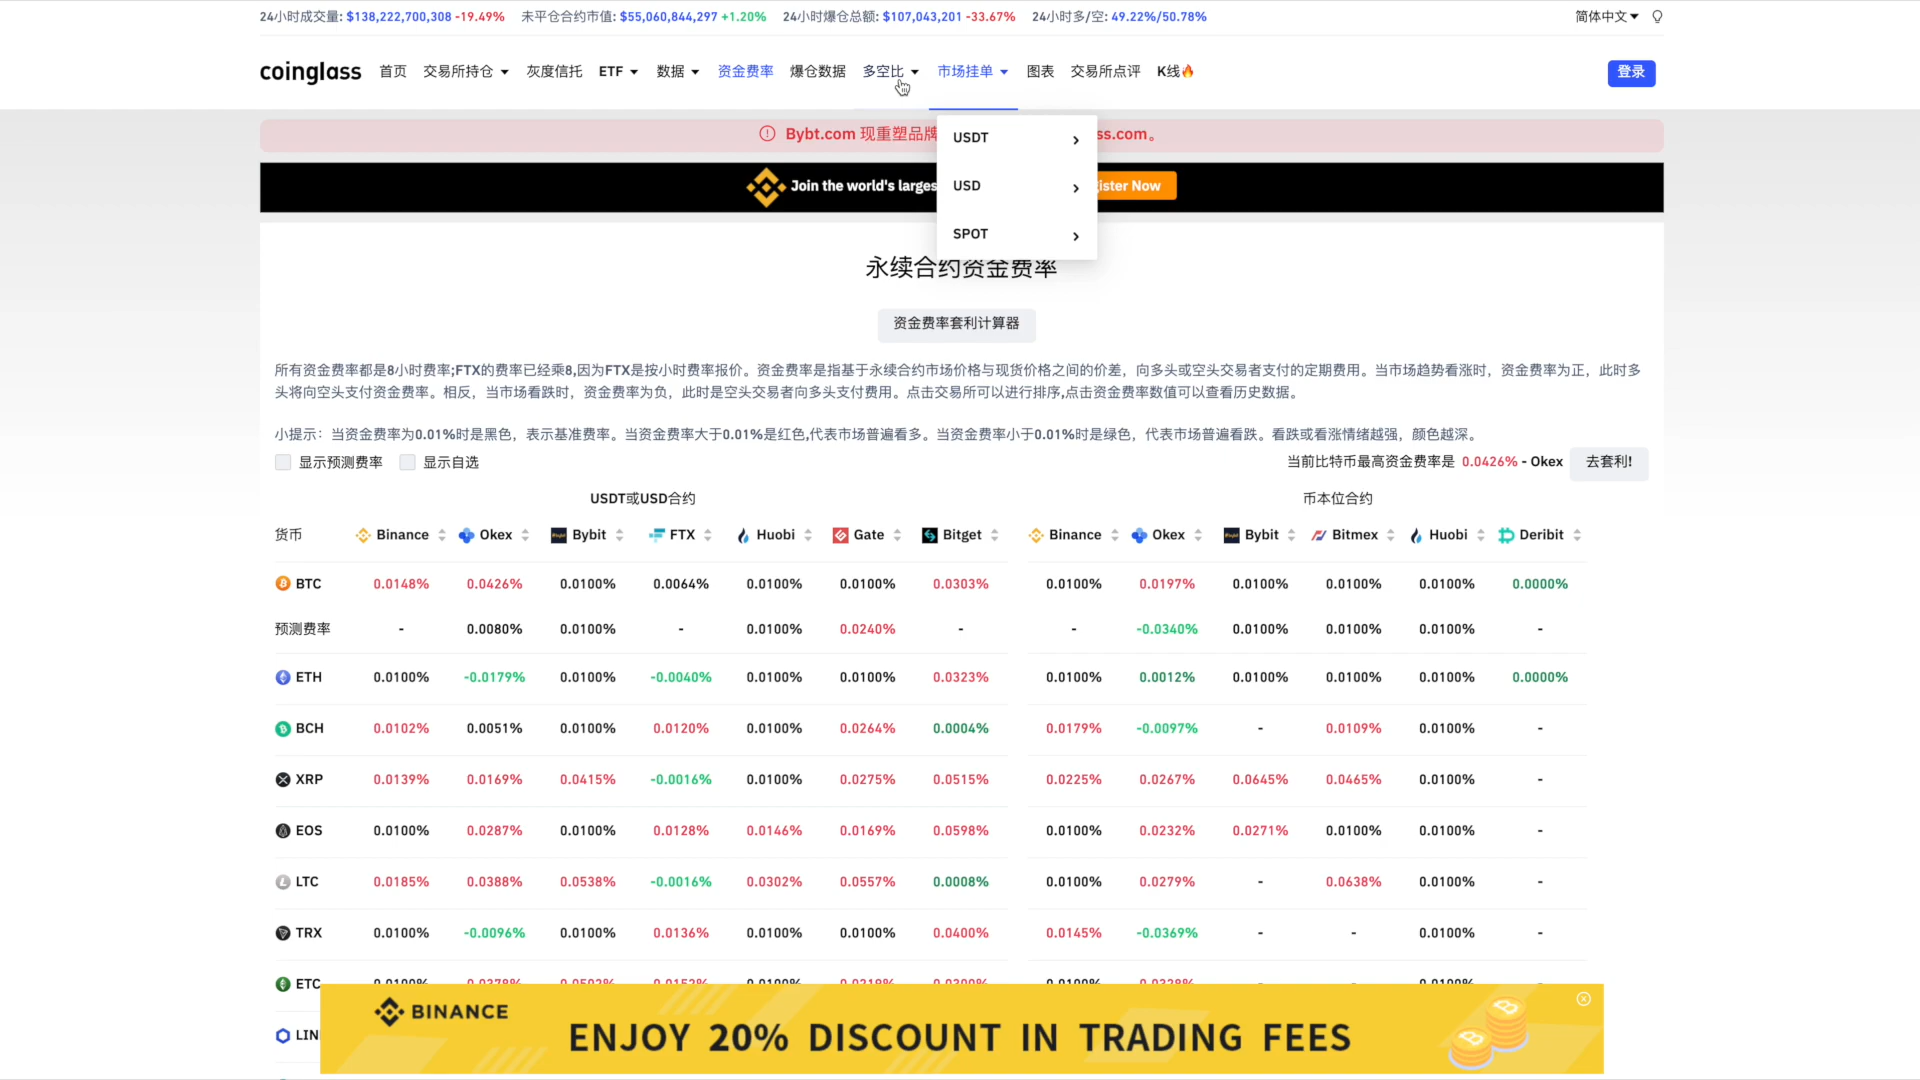 24小时成交量: $138,222,700,308 -19.49% 未平仓合约市值: $55,060,844,297 +1.20% 24小时爆仓总额: $107,043,201 -33.67% 24小时多/空: 49.22%/50.78% 简体中文
coinglass 首页 交易所持仓 灰度信托 ETF 数据 资金费率 爆仓数据 多空比 市场挂单 图表 交易所点评 K线 登录
Bybt.com 现重塑品牌 ss.com。
USDT
Join the world's larges ister Now
USD
SPOT
永续合约资金费率
资金费率套利计算器
所有资金费率都是8小时费率;FTX的费率已经乘8,因为FTX是按小时费率报价。资金费率是指基于永续合约市场价格与现货价格之间的价差，向多头或空头交易者支付的定期费用。当市场趋势看涨时，资金费率为正，此时多
头将向空头支付资金费率。相反，当市场看跌时，资金费率为负，此时是空头交易者向多头支付费用。点击交易所可以进行排序,点击资金费率数值可以查看历史数据。
小提示：当资金费率为0.01%时是黑色，表示基准费率。当资金费率大于0.01%是红色,代表市场普遍看多。当资金费率小于0.01%时是绿色，代表市场普遍看跌。看跌或看涨情绪越强，颜色越深。
显示预测费率 显示自选 当前比特币最高资金费率是 0.0426% - Okex 去套利!
USDT或USD合约 币本位合约
货币 Binance Okex Bybit FTX Huobi Gate Bitget Binance Okex Bybit Bitmex Huobi Deribit
BTC 0.0148% 0.0426% 0.0100% 0.0064% 0.0100% 0.0100% 0.0303% 0.0100% 0.0197% 0.0100% 0.0100% 0.0100% 0.0000%
预测费率 - 0.0080% 0.0100% - 0.0100% 0.0240% - - -0.0340% 0.0100% 0.0100% 0.0100% -
ETH 0.0100% -0.0179% 0.0100% -0.0040% 0.0100% 0.0100% 0.0323% 0.0100% 0.0012% 0.0100% 0.0100% 0.0100% 0.0000%
BCH 0.0102% 0.0051% 0.0100% 0.0120% 0.0100% 0.0264% 0.0004% 0.0179% -0.0097% - 0.0109% 0.0100% -
XRP 0.0139% 0.0169% 0.0415% -0.0016% 0.0100% 0.0275% 0.0515% 0.0225% 0.0267% 0.0645% 0.0465% 0.0100% -
EOS 0.0100% 0.0287% 0.0100% 0.0128% 0.0146% 0.0169% 0.0598% 0.0100% 0.0232% 0.0271% 0.0100% 0.0100% -
LTC 0.0185% 0.0388% 0.0538% -0.0016% 0.0302% 0.0557% 0.0008% 0.0100% 0.0279% - 0.0638% 0.0100% -
TRX 0.0100% -0.0096% 0.0100% 0.0136% 0.0100% 0.0100% 0.0400% 0.0145% -0.0369% - - 0.0100% -
ETC
LIN
BINANCE
ENJOY 20% DISCOUNT IN TRADING FEES